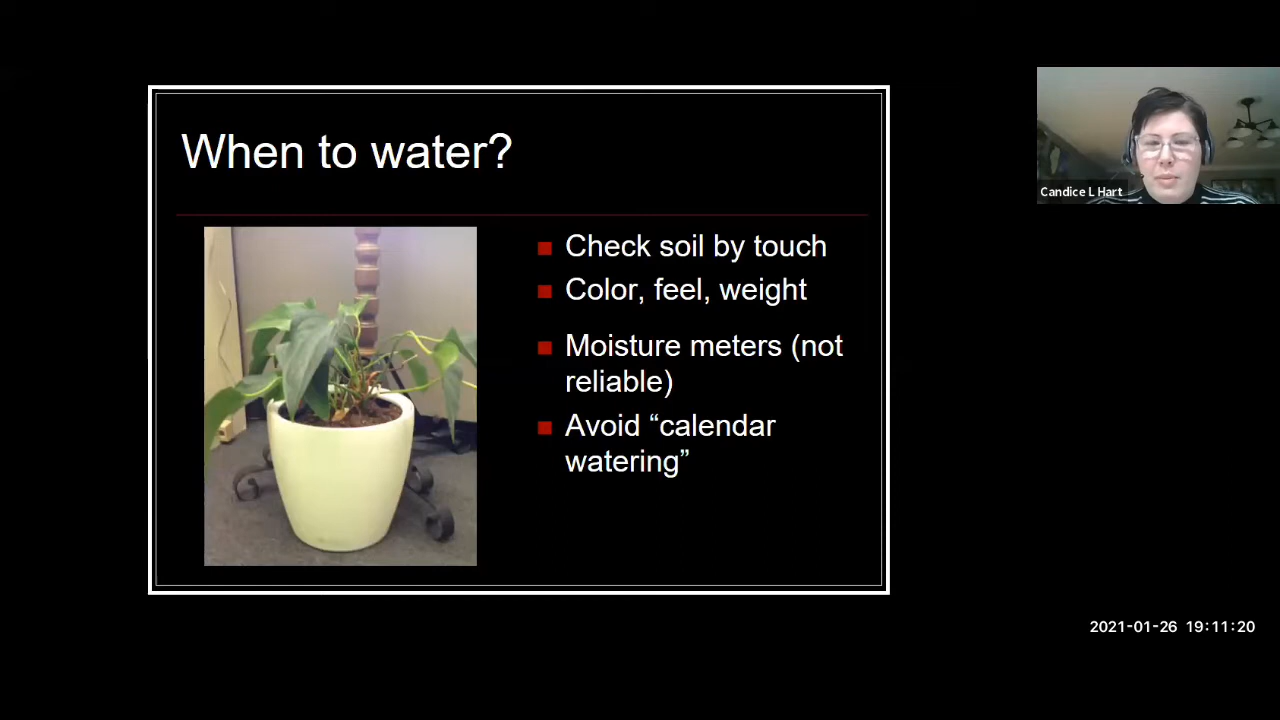 When to water?
Check soil by touch
Color, feel, weight
Moisture meters (not
reliable)
Avoid “calendar
watering”
Candice L Hart
2021-01-26 19:11:20